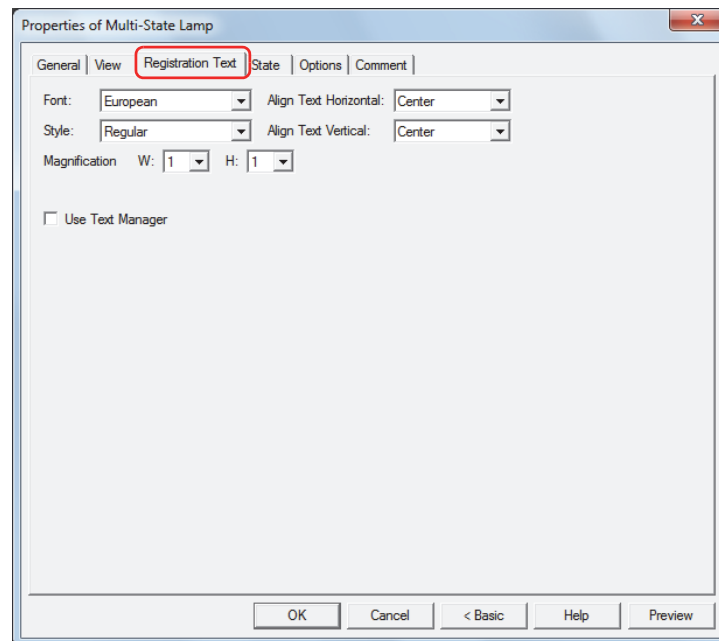 Properties of Multi-State Lamp
General View Registration Text State Options Comment
Font: European Align Text Horizontal: Center
Style: Regular Align Text Vertical: Center
Magnification W: 1 H: 1
Use Text Manager
OK Cancel < Basic Help Preview